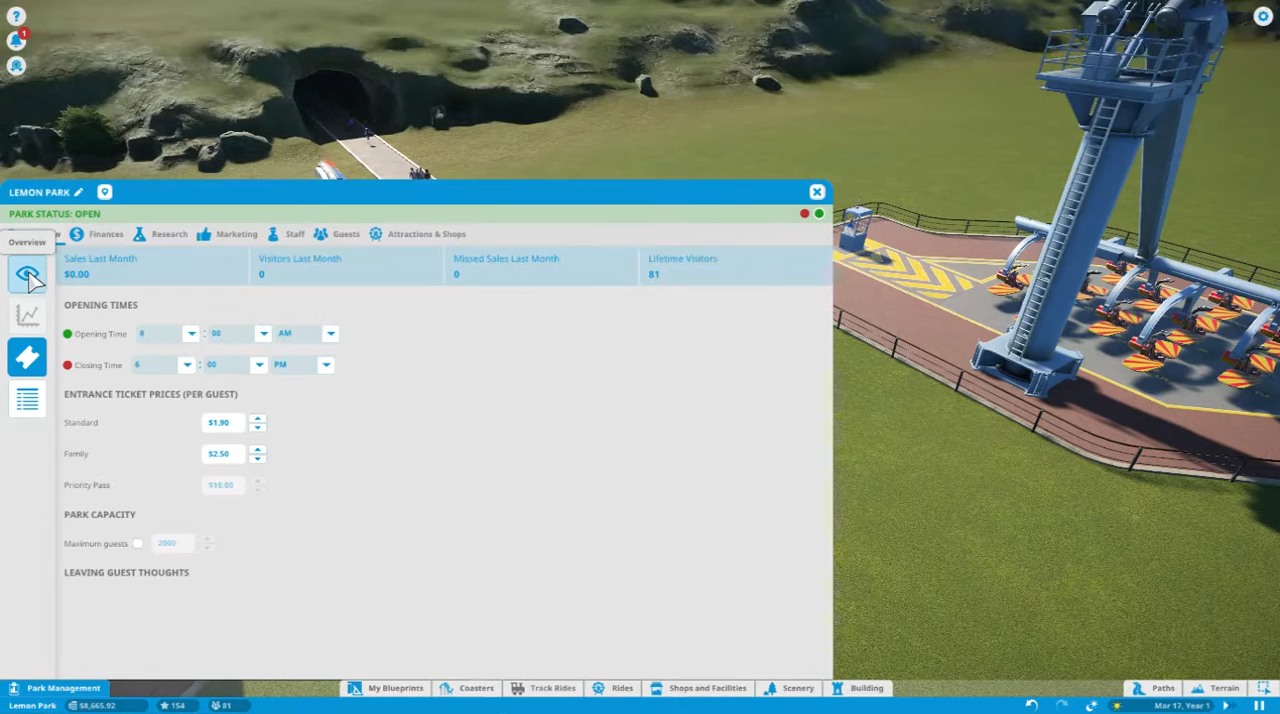 ?
1
LEMON PARK
PARK STATUS: OPEN
Overview
Finances Research Marketing Staff Guests Attractions & Shops
Sales Last Month Visitors Last Month Missed Sales Last Month Lifetime Visitors
$0.00 0 0 81
OPENING TIMES
Opening Time 8 : 00 AM
Closing Time 6 : 00 PM
ENTRANCE TICKET PRICES (PER GUEST)
Standard $1.90
Family $2.50
Priority Pass $10.00
PARK CAPACITY
Maximum guests 2000
LEAVING GUEST THOUGHTS
Park Management My Blueprints Coasters Track Rides Rides Shops and Facilities Scenery Building Paths Terrain
Lemon Park $8,665.92 154 81 Mar 17, Year 1